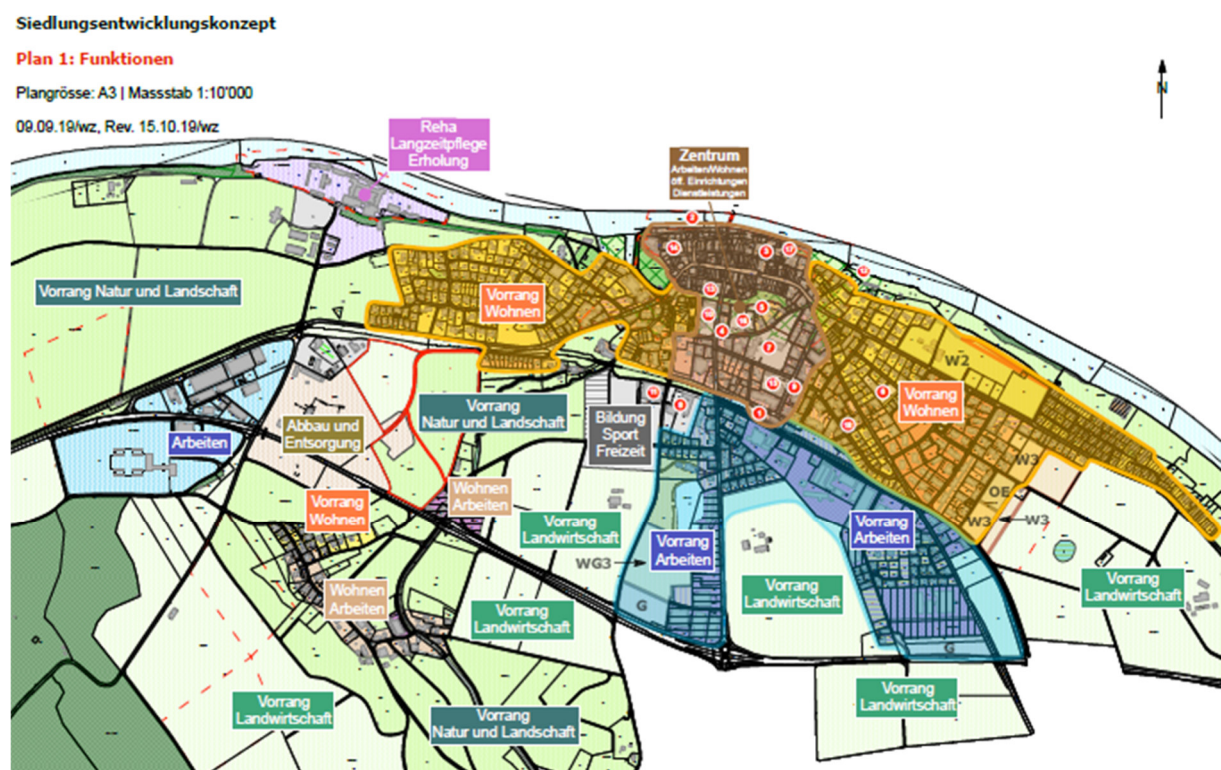 Siedlungsentwicklungskonzept
Plan 1: Funktionen
Plangrösse: A3 | Massstab 1:10'000
09.09.19/wz, Rev. 15.10.19/wz
N
Reha
Langzeitpflege
Erholung
Zentrum
Arbeiten/Wohnen
öff. Einrichtungen
Dienstleistungen
Vorrang Natur und Landschaft
Vorrang
Wohnen
W2
Vorrang
Wohnen
Vorrang
Natur und Landschaft
Bildung
Sport
Freizeit
Abbau und
Entsorgung
Arbeiten
W3
OE
W3
W3
Wohnen
Arbeiten
Vorrang
Wohnen
Vorrang
Landwirtschaft
Vorrang
Arbeiten
Vorrang
Arbeiten
WG3
Vorrang
Landwirtschaft
Vorrang
Landwirtschaft
Wohnen
Arbeiten
Vorrang
Landwirtschaft
G
G
Vorrang
Landwirtschaft
Vorrang
Landwirtschaft
Vorrang
Natur und Landschaft